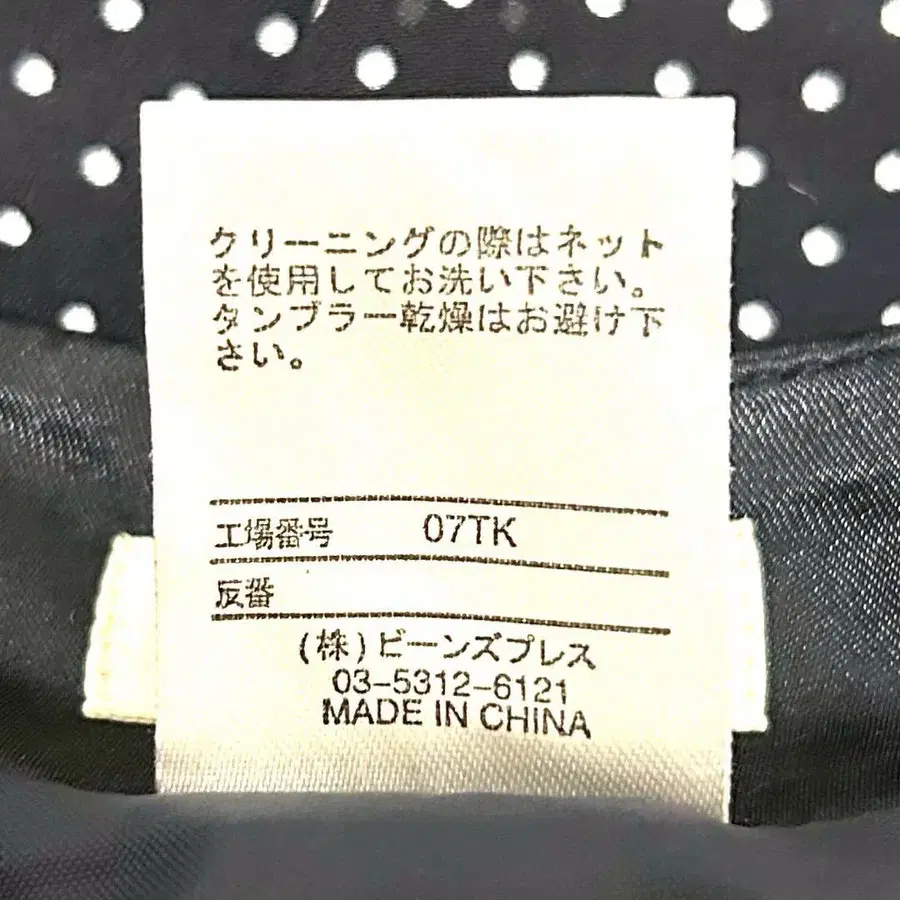 クリーニングの際はネット
を使用してお洗い下さい。
タンブラー乾燥はお避け下
さい。
工場番号 07TK
反番
(株)ビーンズプレス
03-5312-6121
MADE IN CHINA